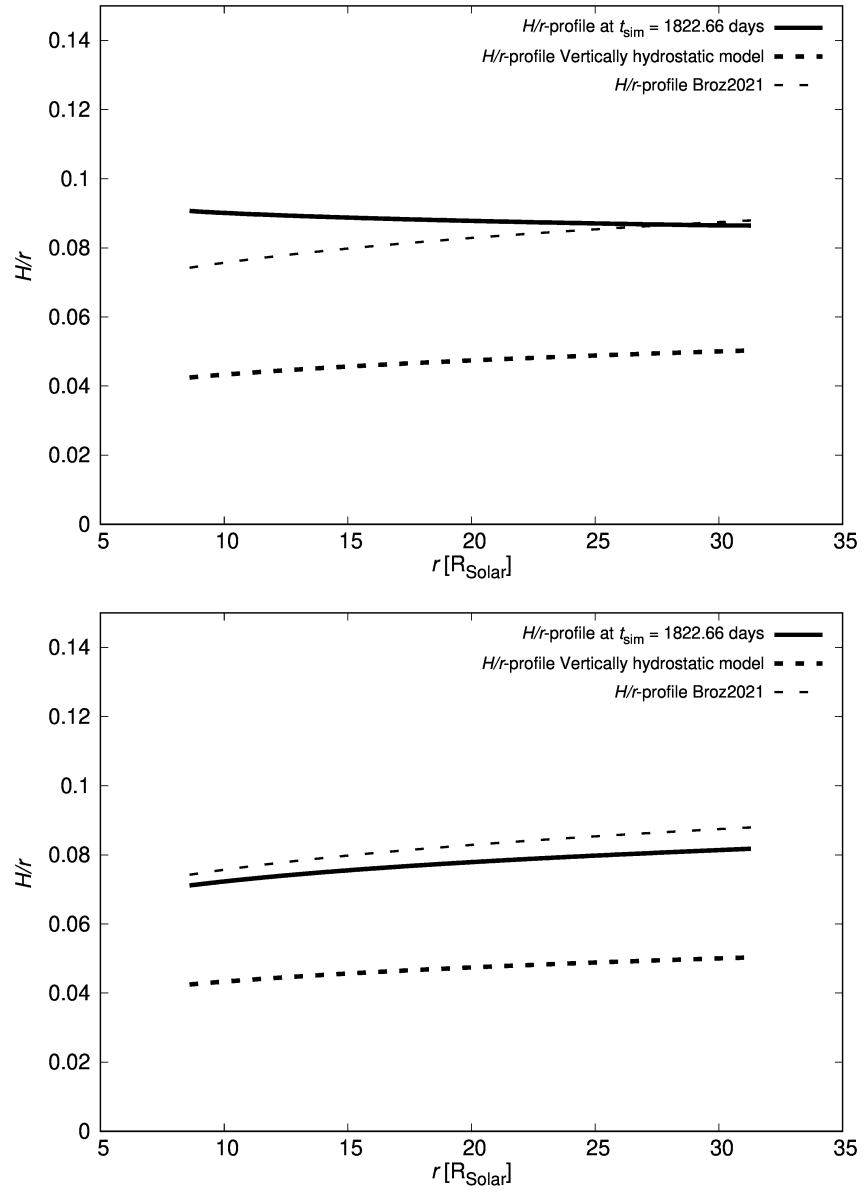 0.14
0.12
0.1
0.08
0.06
0.04
0.02
0
H/r
H/r-profile at tsim = 1822.66 days
H/r-profile Vertically hydrostatic model
H/r-profile Broz2021
5 10 15 20 25 30 35
r [RSolar]
0.14
0.12
0.1
0.08
0.06
0.04
0.02
0
H/r
H/r-profile at tsim = 1822.66 days
H/r-profile Vertically hydrostatic model
H/r-profile Broz2021
5 10 15 20 25 30 35
r [RSolar]